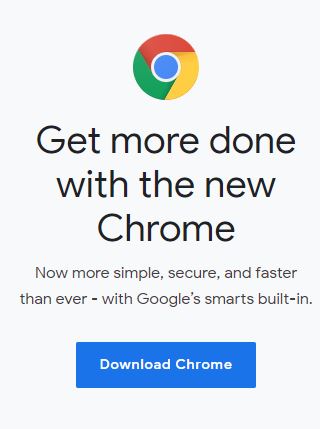 Get more done
with the new
Chrome
Now more simple, secure, and faster
than ever - with Google’s smarts built-in.
Download Chrome